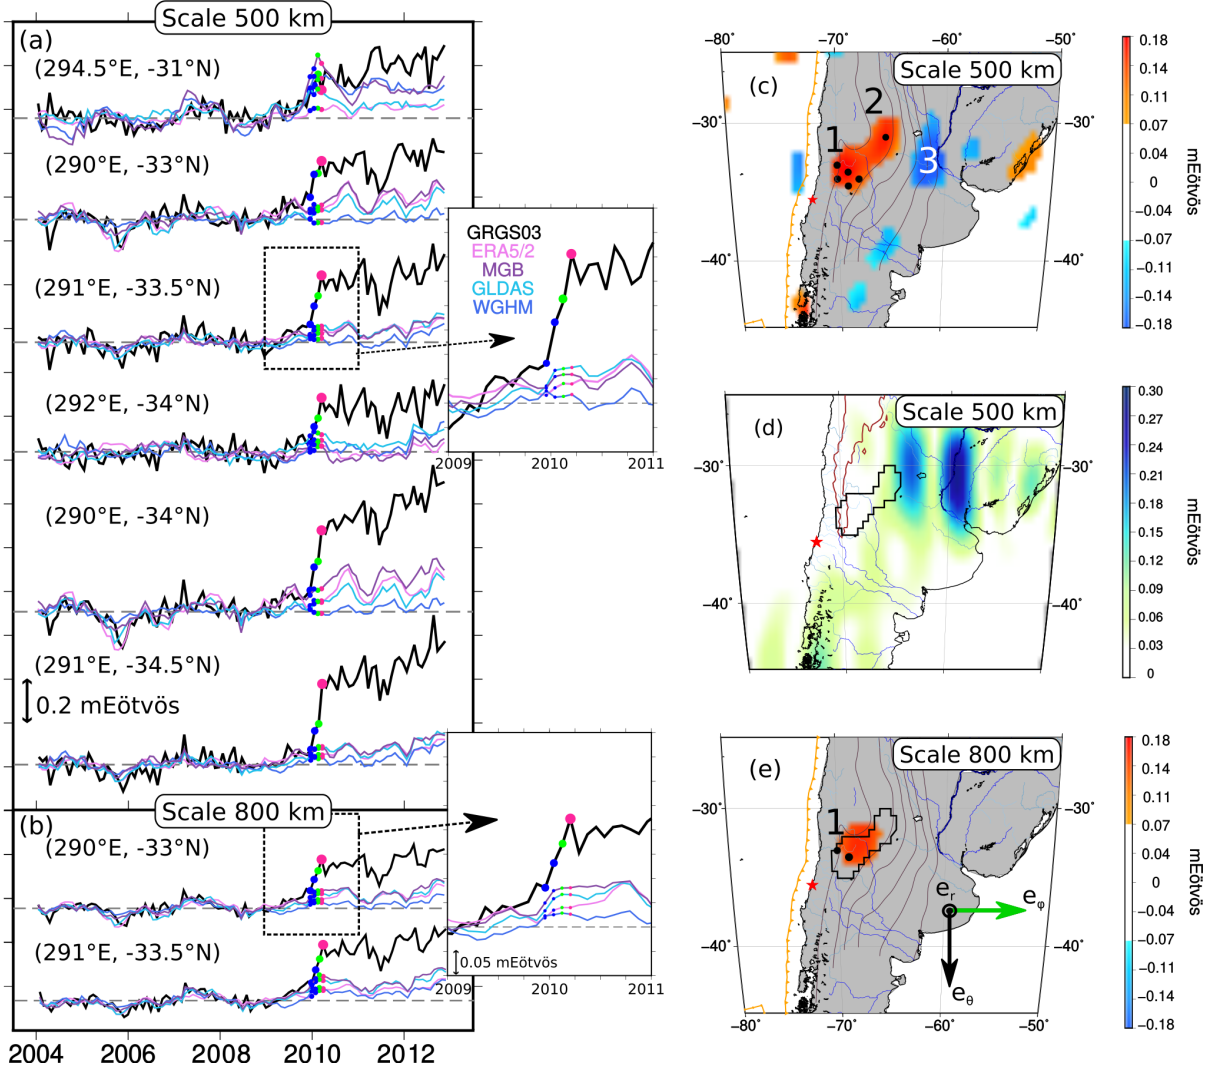 Scale 500 km
(a)
(294.5°E, -31°N)
(290°E, -33°N)
(291°E, -33.5°N)
(292°E, -34°N)
(290°E, -34°N)
(291°E, -34.5°N)
0.2 mEötvös
GRGS03
ERA5/2
MGB
GLDAS
WGHM
2009 2010 2011
Scale 800 km
(b)
(290°E, -33°N)
(291°E, -33.5°N)
0.05 mEötvös
2009 2010 2011
2004 2006 2008 2010 2012
−80° −70° −60° −50°
Scale 500 km
(c)
1
2
3
−30°
−40°
0.18
0.14
0.11
0.07
0.04
0
−0.04
−0.07
−0.11
−0.14
−0.18
mEötvös
Scale 500 km
(d)
−30°
−40°
0.30
0.27
0.24
0.21
0.18
0.15
0.12
0.09
0.06
0.03
0
mEötvös
Scale 800 km
(e)
1
−30°
−30°
−40°
−40°
e_r
e_φ
e_θ
−80° −70° −60° −50°
0.18
0.14
0.11
0.07
0.04
0
−0.04
−0.07
−0.11
−0.14
−0.18
mEötvös